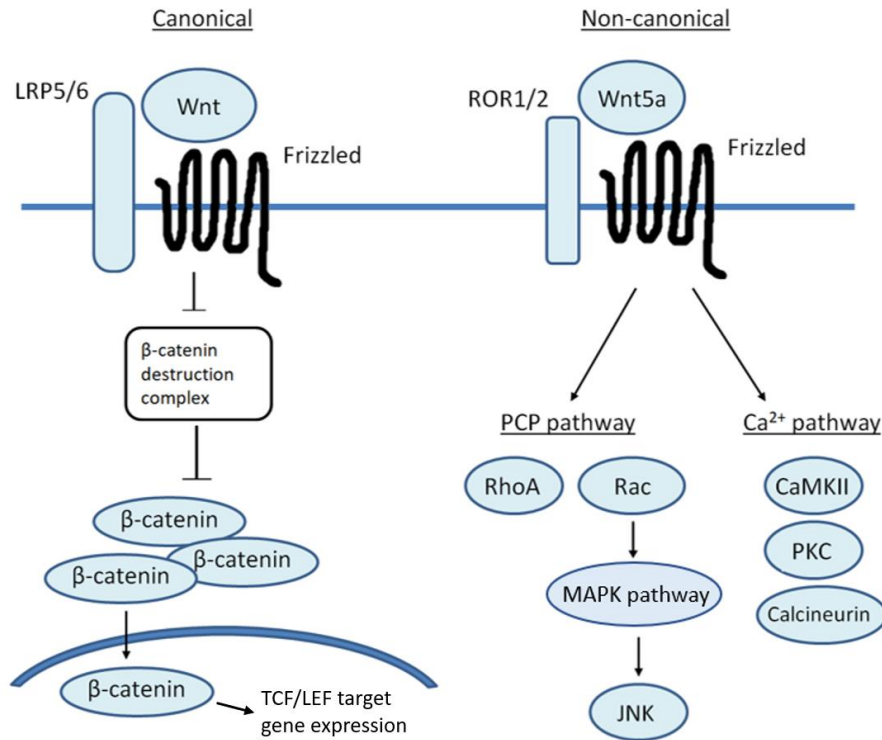 Canonical
LRP5/6
Wnt
Frizzled
β-catenin
destruction
complex
β-catenin
β-catenin
β-catenin
β-catenin
TCF/LEF target
gene expression
Non-canonical
ROR1/2
Wnt5a
Frizzled
PCP pathway
RhoA
Rac
MAPK pathway
JNK
Ca²⁺ pathway
CaMKII
PKC
Calcineurin